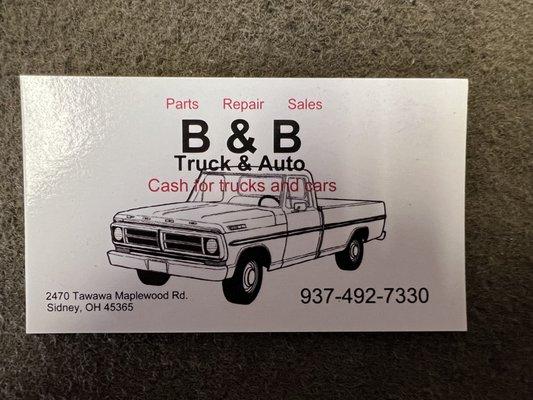 Parts Repair Sales
B & B
Truck & Auto
Cash for trucks and cars
2470 Tawawa Maplewood Rd.
Sidney, OH 45365
937-492-7330